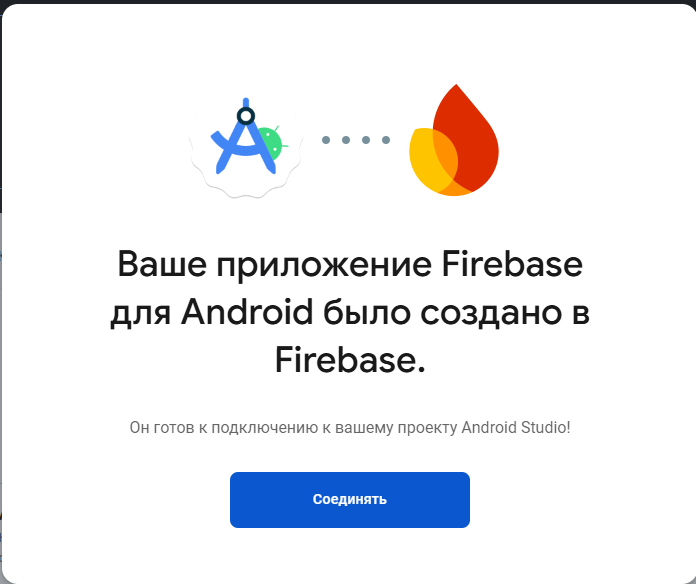 Ваше приложение Firebase
для Android было создано в
Firebase.
Он готов к подключению к вашему проекту Android Studio!
Соединять